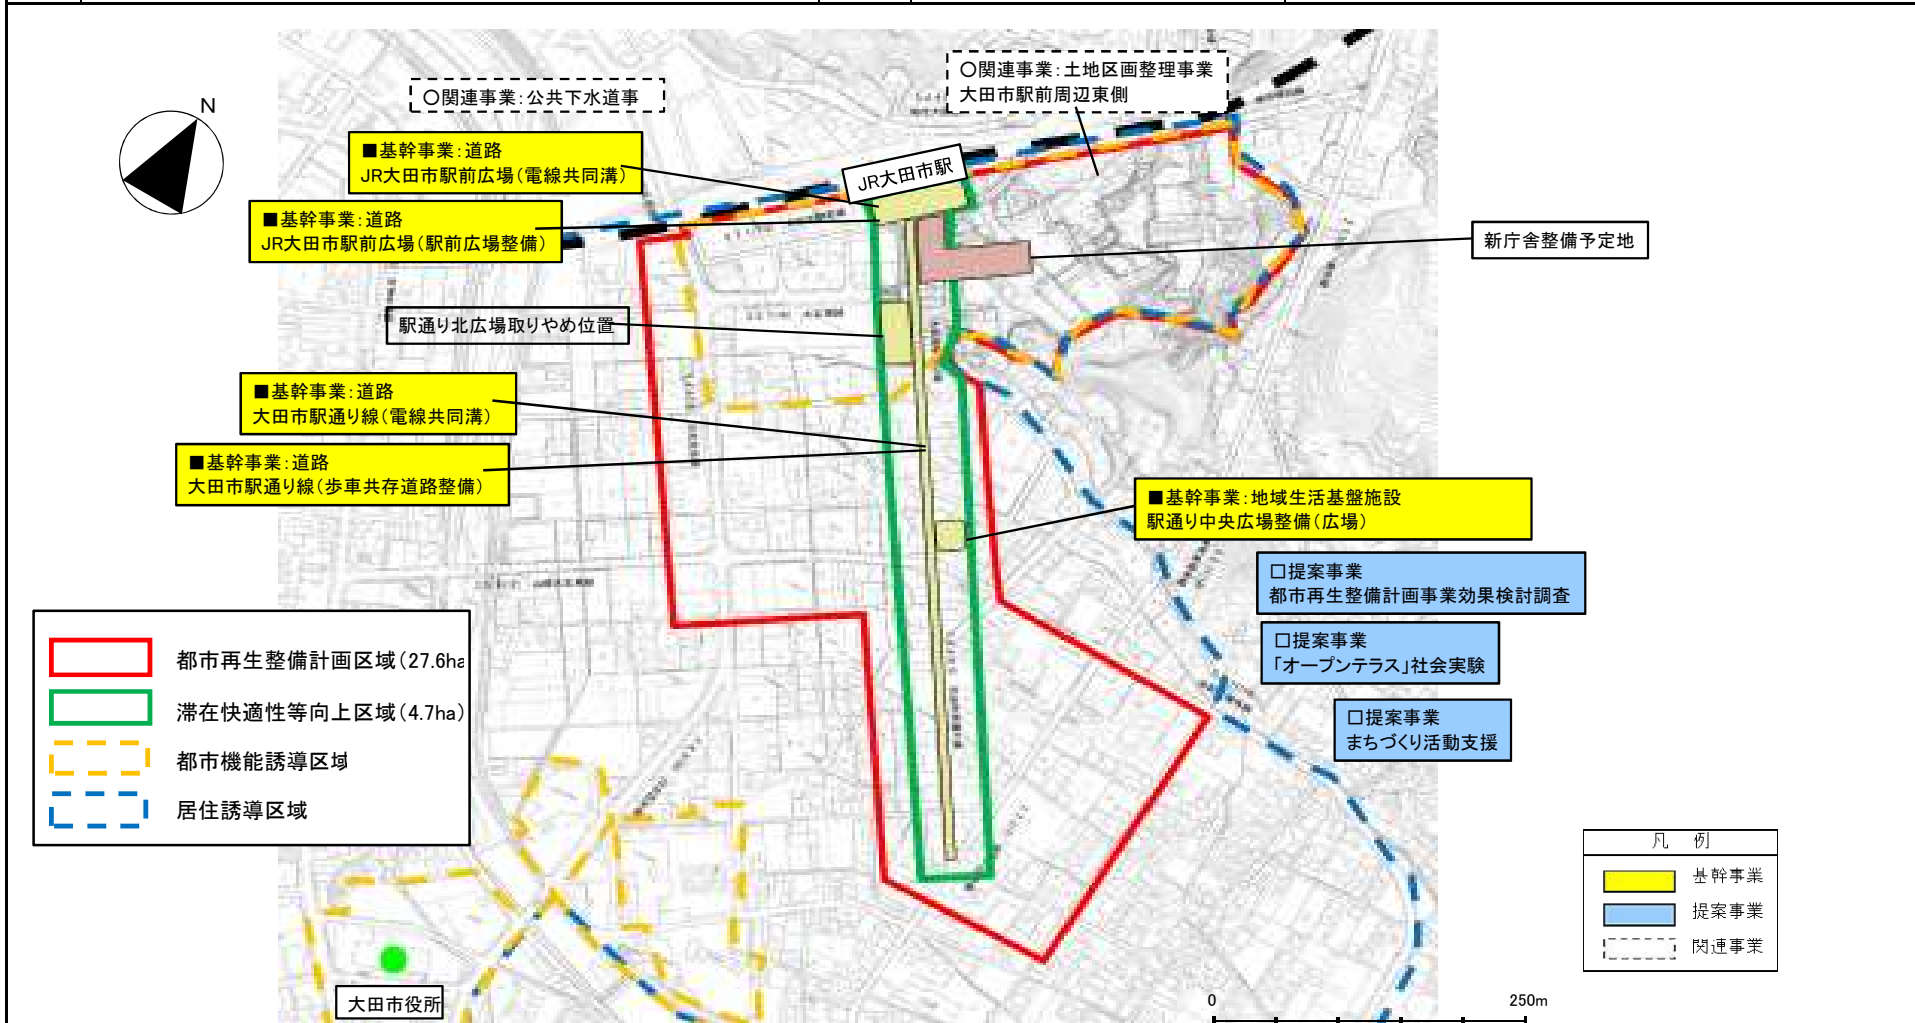 N
〇関連事業：公共下水道事
〇関連事業：土地区画整理事業
大田市駅前周辺東側
■基幹事業：道路
JR大田市駅前広場（電線共同溝）
JR大田市駅
■基幹事業：道路
JR大田市駅前広場（駅前広場整備）
新庁舎整備予定地
駅通り北広場取りやめ位置
■基幹事業：道路
大田市駅通り線（電線共同溝）
■基幹事業：道路
大田市駅通り線（歩車共存道路整備）
■基幹事業：地域生活基盤施設
駅通り中央広場整備（広場）
□提案事業
都市再生整備計画事業効果検討調査
□提案事業
「オープンテラス」社会実験
□提案事業
まちづくり活動支援
都市再生整備計画区域（27.6ha
滞在快適性等向上区域（4.7ha）
都市機能誘導区域
居住誘導区域
大田市役所
凡 例
基幹事業
提案事業
関連事業
0
250m